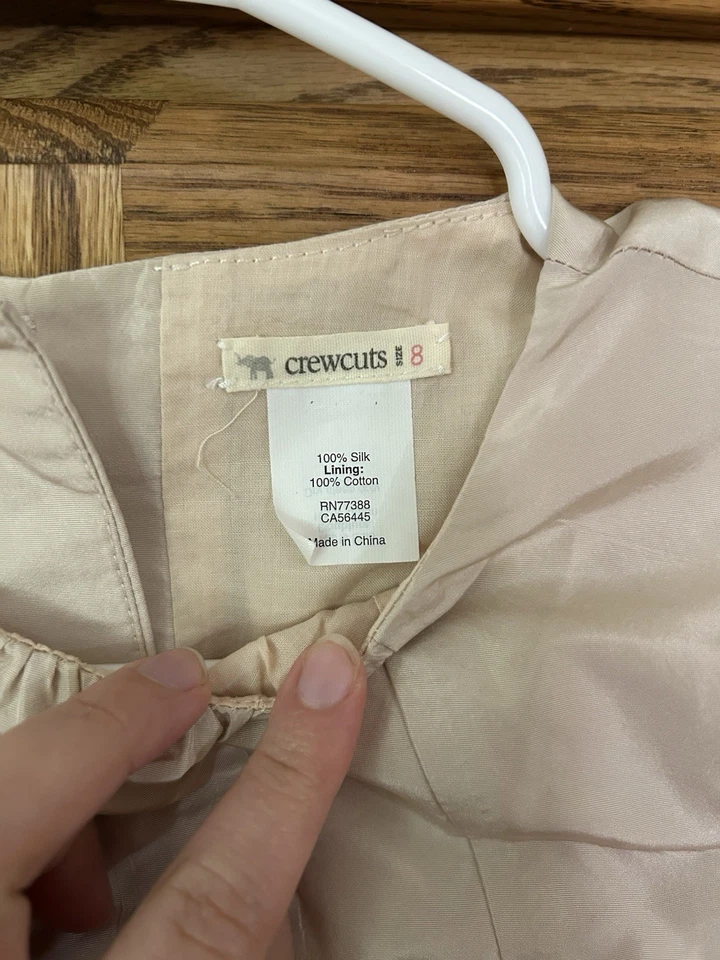 crewcuts SIZE 8
100% Silk
Lining:
100% Cotton
RN77388
CA56445
Made in China